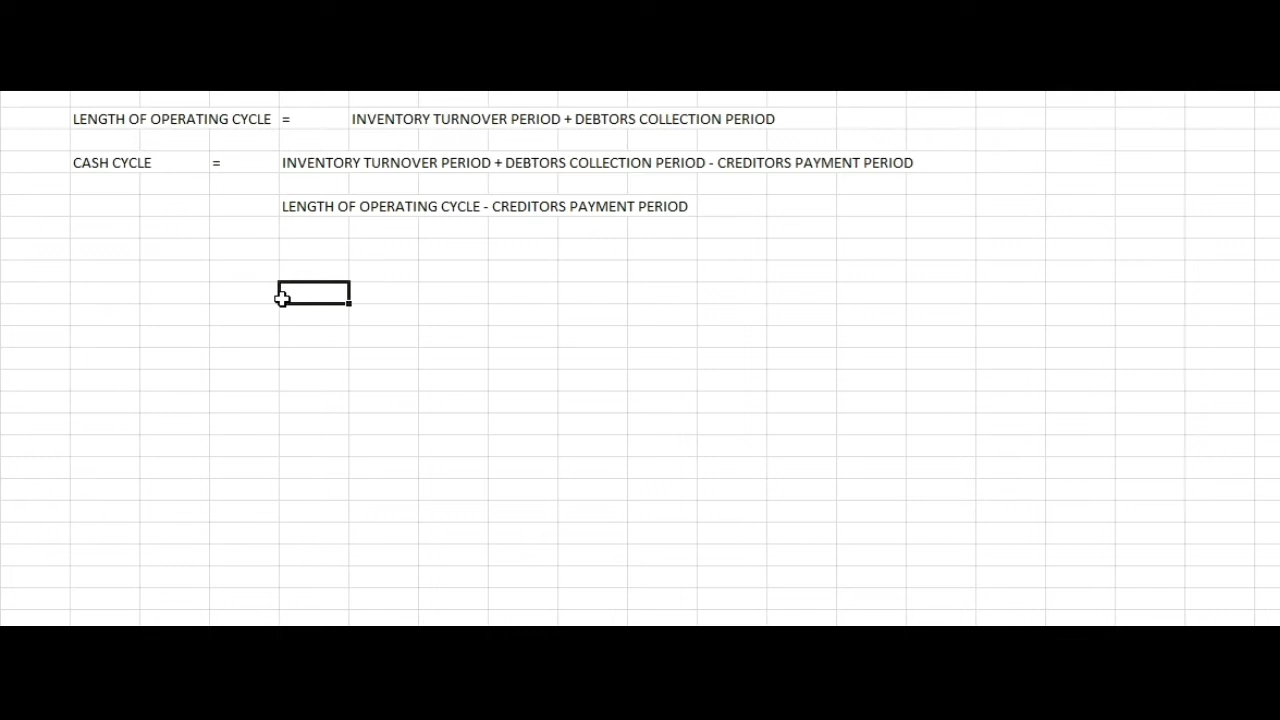 LENGTH OF OPERATING CYCLE = INVENTORY TURNOVER PERIOD + DEBTORS COLLECTION PERIOD
CASH CYCLE = INVENTORY TURNOVER PERIOD + DEBTORS COLLECTION PERIOD - CREDITORS PAYMENT PERIOD
LENGTH OF OPERATING CYCLE - CREDITORS PAYMENT PERIOD